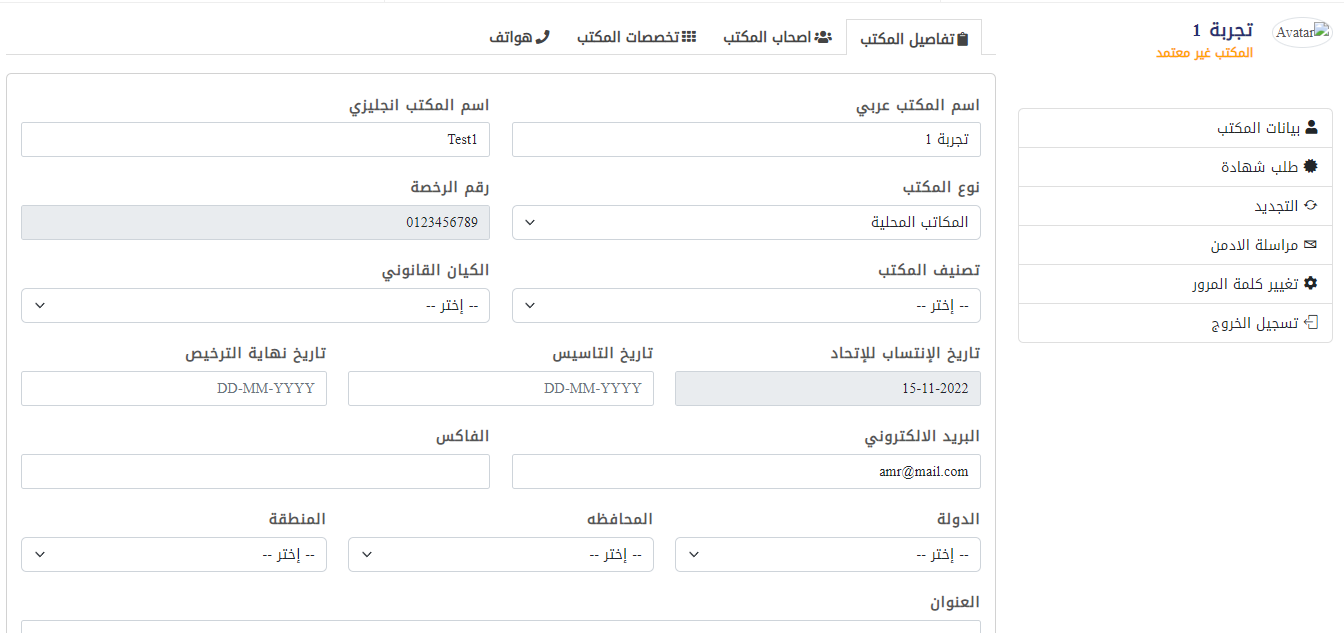 Avatar
تجربة 1
المكتب غير معتمد
بيانات المكتب
طلب شهادة
التجديد
مراسلة الادمن
تغيير كلمة المرور
تسجيل الخروج
تفاصيل المكتب
اصحاب المكتب
تخصصات المكتب
هواتف
اسم المكتب عربي
اسم المكتب انجليزي
تجربة 1
Test1
نوع المكتب
رقم الرخصة
المكاتب المحلية
0123456789
تصنيف المكتب
الكيان القانوني
-- إختر --
-- إختر --
تاريخ الإنتساب للإتحاد
تاريخ التاسيس
تاريخ نهاية الترخيص
15-11-2022
DD-MM-YYYY
DD-MM-YYYY
البريد الالكتروني
الفاكس
amr@mail.com
الدولة
المحافظه
المنطقة
-- إختر --
-- إختر --
-- إختر --
العنوان